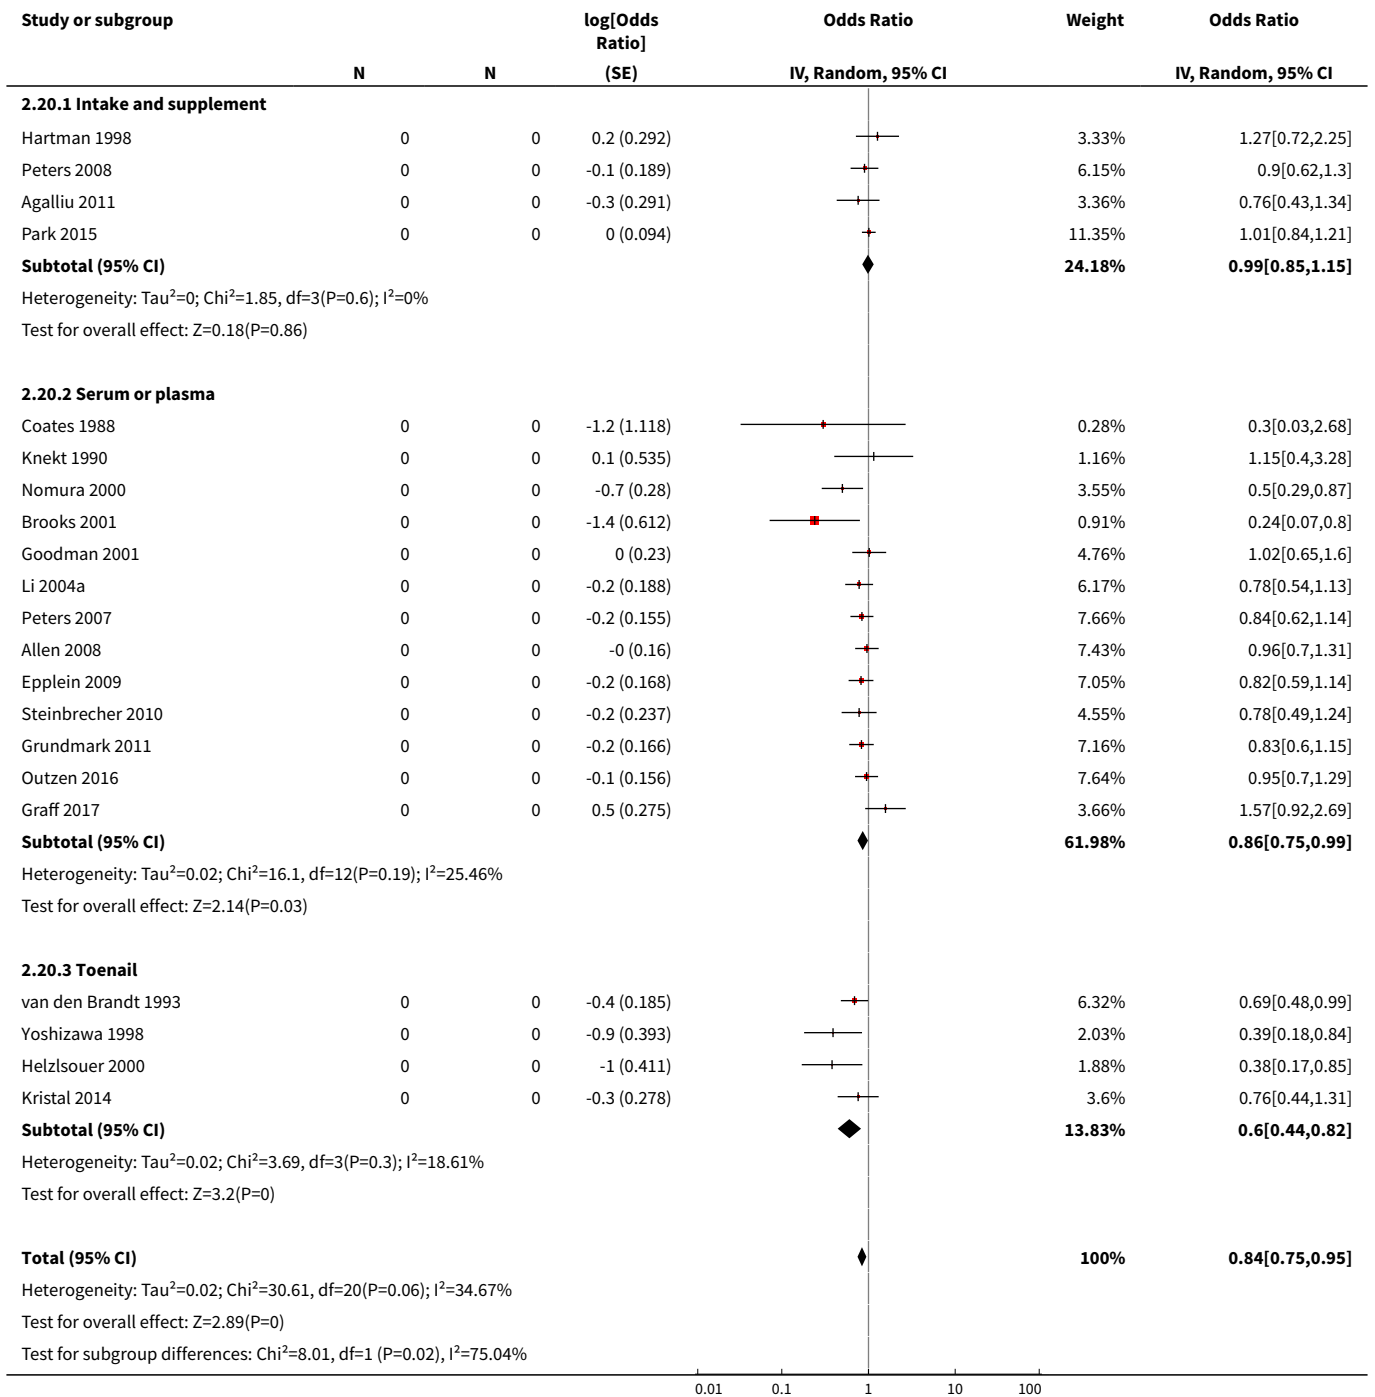 Study or subgroup log[Odds Ratio] Odds Ratio Weight Odds Ratio
N N (SE) IV, Random, 95% CI IV, Random, 95% CI
2.20.1 Intake and supplement
Hartman 1998 0 0 0.2 (0.292) 3.33% 1.27[0.72,2.25]
Peters 2008 0 0 -0.1 (0.189) 6.15% 0.9[0.62,1.3]
Agalliu 2011 0 0 -0.3 (0.291) 3.36% 0.76[0.43,1.34]
Park 2015 0 0 0 (0.094) 11.35% 1.01[0.84,1.21]
Subtotal (95% CI) 24.18% 0.99[0.85,1.15]
Heterogeneity: Tau²=0; Chi²=1.85, df=3(P=0.6); I²=0%
Test for overall effect: Z=0.18(P=0.86)
2.20.2 Serum or plasma
Coates 1988 0 0 -1.2 (1.118) 0.28% 0.3[0.03,2.68]
Knekt 1990 0 0 0.1 (0.535) 1.16% 1.15[0.4,3.28]
Nomura 2000 0 0 -0.7 (0.28) 3.55% 0.5[0.29,0.87]
Brooks 2001 0 0 -1.4 (0.612) 0.91% 0.24[0.07,0.8]
Goodman 2001 0 0 0 (0.23) 4.76% 1.02[0.65,1.6]
Li 2004a 0 0 -0.2 (0.188) 6.17% 0.78[0.54,1.13]
Peters 2007 0 0 -0.2 (0.155) 7.66% 0.84[0.62,1.14]
Allen 2008 0 0 -0 (0.16) 7.43% 0.96[0.7,1.31]
Epplein 2009 0 0 -0.2 (0.168) 7.05% 0.82[0.59,1.14]
Steinbrecher 2010 0 0 -0.2 (0.237) 4.55% 0.78[0.49,1.24]
Grundmark 2011 0 0 -0.2 (0.166) 7.16% 0.83[0.6,1.15]
Outzen 2016 0 0 -0.1 (0.156) 7.64% 0.95[0.7,1.29]
Graff 2017 0 0 0.5 (0.275) 3.66% 1.57[0.92,2.69]
Subtotal (95% CI) 61.98% 0.86[0.75,0.99]
Heterogeneity: Tau²=0.02; Chi²=16.1, df=12(P=0.19); I²=25.46%
Test for overall effect: Z=2.14(P=0.03)
2.20.3 Toenail
van den Brandt 1993 0 0 -0.4 (0.185) 6.32% 0.69[0.48,0.99]
Yoshizawa 1998 0 0 -0.9 (0.393) 2.03% 0.39[0.18,0.84]
Helzlsouer 2000 0 0 -1 (0.411) 1.88% 0.38[0.17,0.85]
Kristal 2014 0 0 -0.3 (0.278) 3.6% 0.76[0.44,1.31]
Subtotal (95% CI) 13.83% 0.6[0.44,0.82]
Heterogeneity: Tau²=0.02; Chi²=3.69, df=3(P=0.3); I²=18.61%
Test for overall effect: Z=3.2(P=0)
Total (95% CI) 100% 0.84[0.75,0.95]
Heterogeneity: Tau²=0.02; Chi²=30.61, df=20(P=0.06); I²=34.67%
Test for overall effect: Z=2.89(P=0)
Test for subgroup differences: Chi²=8.01, df=1 (P=0.02), I²=75.04%
0.01 0.1 1 10 100